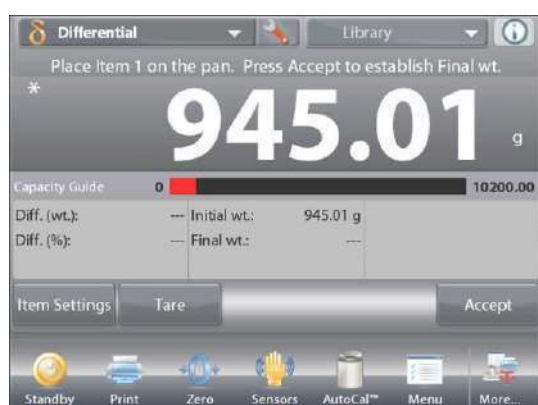 δ Differential Library
Place Item 1 on the pan. Press Accept to establish Final wt.
*
945.01 g
Capacity Guide 0 10200.00
Diff. (wt.): --- Initial wt.: 945.01 g
Diff. (%): --- Final wt.: ---
Item Settings Tare Accept
Standby Print Zero Sensors AutoCal™ Menu More...